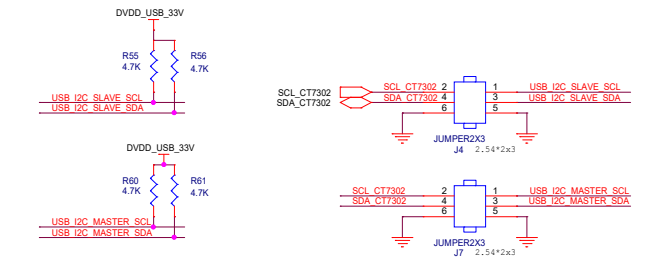 DVDD_USB_33V
R55
4.7K
R56
4.7K
USB_I2C_SLAVE_SCL
USB_I2C_SLAVE_SDA
SCL_CT7302
SDA_CT7302
SCL_CT7302 2
SDA_CT7302 4
6
1 USB_I2C_SLAVE_SCL
3 USB_I2C_SLAVE_SDA
5
JUMPER2X3
J4 2.54*2x3
DVDD_USB_33V
R60
4.7K
R61
4.7K
USB_I2C_MASTER_SCL
USB_I2C_MASTER_SDA
SCL_CT7302 2
SDA_CT7302 4
6
1 USB_I2C_MASTER_SCL
3 USB_I2C_MASTER_SDA
5
JUMPER2X3
J7 2.54*2x3